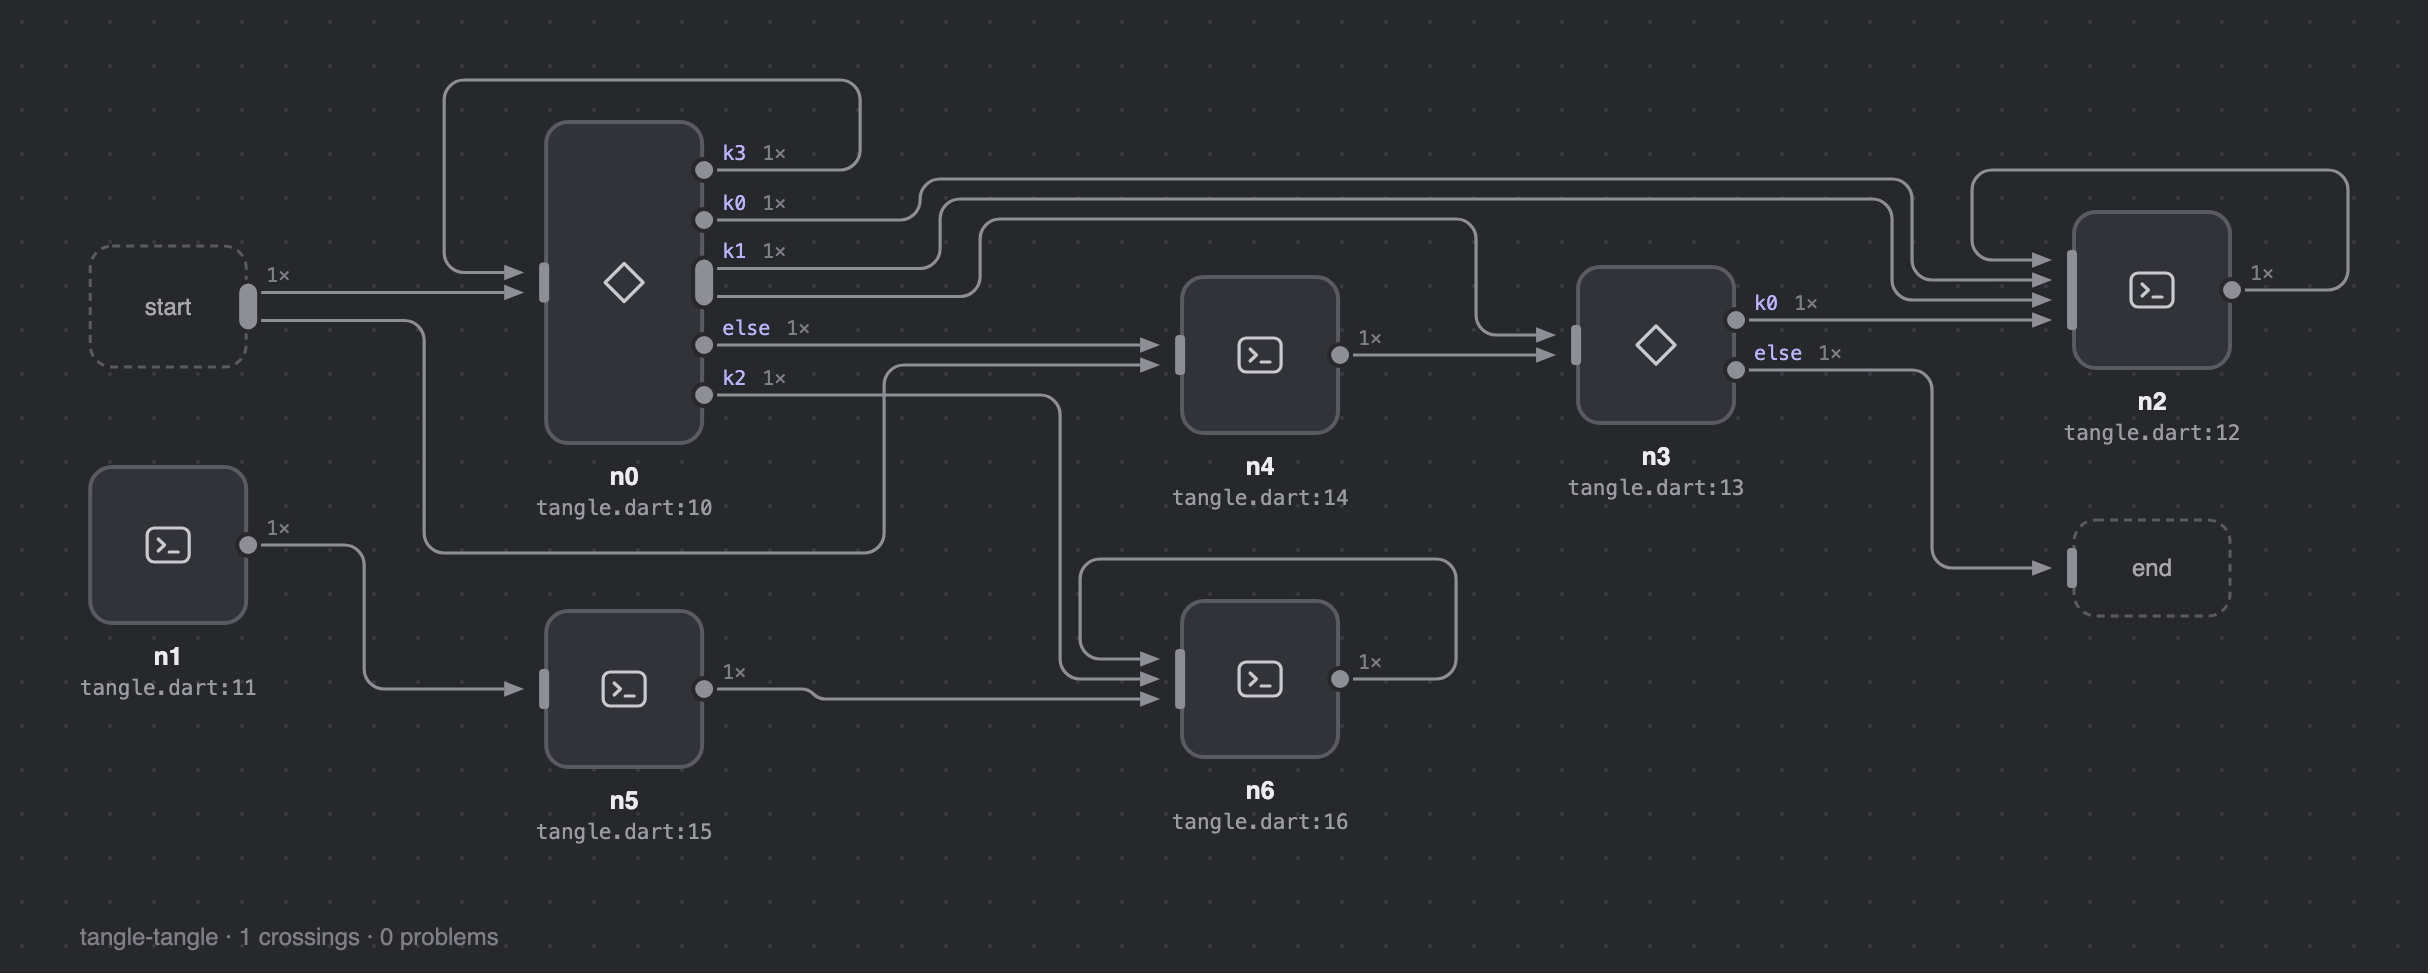 k3 1×
k0 1×
k1 1×
else 1×
k2 1×
n0
tangle.dart:10
1×
start
1×
n1
tangle.dart:11
1×
n5
tangle.dart:15
1×
n4
tangle.dart:14
1×
n6
tangle.dart:16
k0 1×
else 1×
n3
tangle.dart:13
1×
n2
tangle.dart:12
end
tangle-tangle · 1 crossings · 0 problems